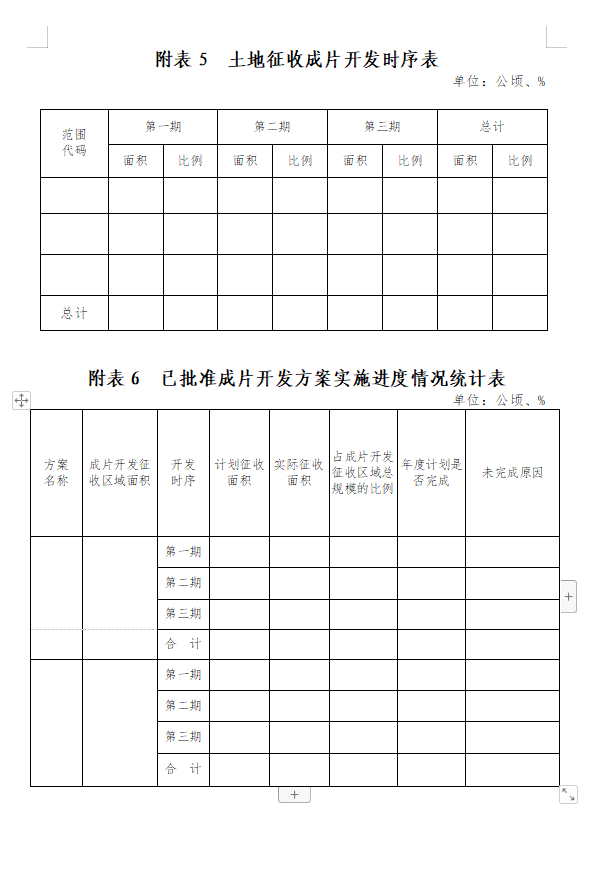 附表 5　土地征收成片开发时序表
单位：公顷、%
范围
代码
第一期 第二期 第三期 总计
面积 比例 面积 比例 面积 比例 面积 比例
总计
附表 6　已批准成片开发方案实施进度情况统计表
单位：公顷、%
方案
名称
成片开发征
收区域面积
开发
时序
计划征收
面积
实际征收
面积
占成片开发
征收区域总
规模的比例
年度计划是
否完成
未完成原因
第一期
第二期
第三期
合　计
第一期
第二期
第三期
合　计